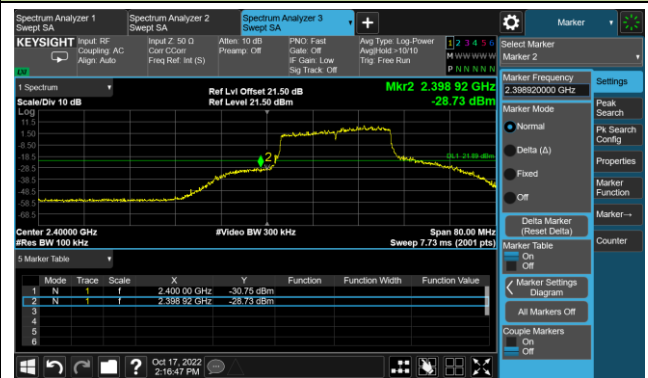 Spectrum Analyzer 1
Swept SA
Spectrum Analyzer 2
Swept SA
Spectrum Analyzer 3
Swept SA
+
Marker
KEYSIGHT
Input: RF
Coupling: AC
Align: Auto
Input Z: 50 Ω
Corr CCorr
Freq Ref: Int (S)
Atten: 10 dB
Preamp: Off
PNO: Fast
Gate: Off
IF Gain: Low
Sig Track: Off
Avg Type: Log-Power
Avg|Hold >10/10
Trig: Free Run
1 2 3 4 5 6
M W W W W W
P N N N N N
LVI
1 Spectrum
Scale/Div 10 dB
Log
Ref Lvl Offset 21.50 dB
Ref Level 21.50 dBm
Mkr2 2.398 92 GHz
-28.73 dBm
11.5
1.50
-8.50
-18.5
-28.5
-38.5
-48.5
-58.5
-68.5
2
DL1 -21.89 dBm
Center 2.40000 GHz
#Res BW 100 kHz
#Video BW 300 kHz
Span 80.00 MHz
Sweep 7.73 ms (2001 pts)
5 Marker Table
Mode Trace Scale X Y Function Function Width Function Value
1 N 1 f 2.400 00 GHz -30.75 dBm
2 N 1 f 2.398 92 GHz -28.73 dBm
3
4
5
6
Select Marker
Marker 2
Marker Frequency
2.398920000 GHz
Marker Mode
Normal
Delta (Δ)
Fixed
Off
Delta Marker
(Reset Delta)
Marker Table
On
Off
Marker Settings
Diagram
All Markers Off
Couple Markers
On
Off
Settings
Peak
Search
Pk Search
Config
Properties
Marker
Function
Marker→
Counter
?
Oct 17, 2022
2:16:47 PM